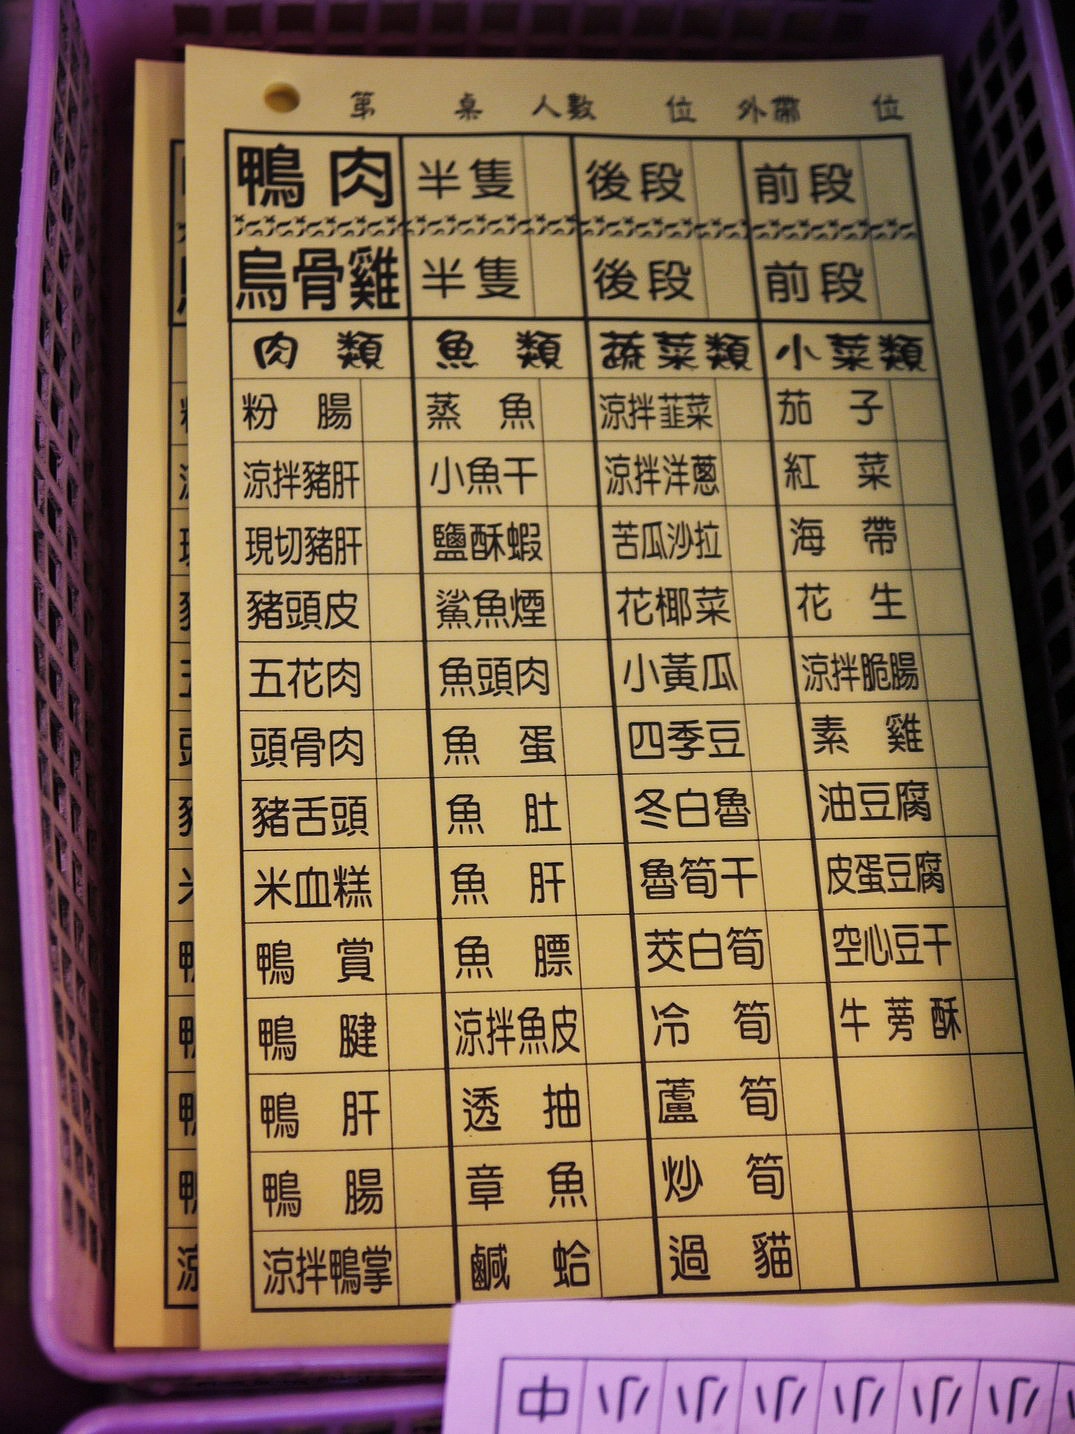 第 桌 人數 位 外帶 位
鴨肉 半隻 後段 前段
烏骨雞 半隻 後段 前段
肉類 魚類 蔬菜類 小菜類
粉腸 蒸魚 涼拌韮菜 茄子
涼拌豬肝 小魚干 涼拌洋蔥 紅菜
現切豬肝 鹽酥蝦 苦瓜沙拉 海帶
豬頭皮 鯊魚煙 花椰菜 花生
五花肉 魚頭肉 小黃瓜 涼拌脆腸
頭骨肉 魚蛋 四季豆 素雞
豬舌頭 魚肚 冬白魯 油豆腐
米血糕 魚肝 魯筍干 皮蛋豆腐
鴨賞 魚膘 茭白筍 空心豆干
鴨腱 涼拌魚皮 冷筍 牛蒡酥
鴨肝 透抽 蘆筍
鴨腸 章魚 炒筍
涼拌鴨掌 鹹蛤 過貓
中 小 小 小 小 小 小